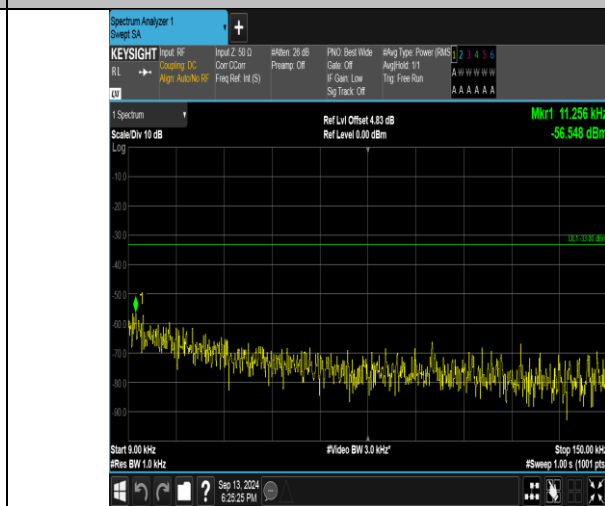 Spectrum Analyzer 1
Swept SA
+
KEYSIGHT Input: RF Input Z: 50 Ω #Atten: 26 dB PNO: Best Wide #Avg Type: Power (RMS 1 2 3 4 5 6
RL Coupling: DC Corr CCorr Preamp: Off Gate: Off Avg|Hold: 1/1 A W W W W W
Align: Auto/No RF Freq Ref: Int (S) IF Gain: Low Trig: Free Run
Sig Track: Off A A A A A A
1 Spectrum Ref Lvl Offset 4.83 dB Mkr1 11.256 kHz
Scale/Div 10 dB Ref Level 0.00 dBm -56.548 dBm
Log
-10.0
-20.0
-30.0
DL1 -33.00 dBm
-40.0
-50.0
1
-60.0
-70.0
-80.0
-90.0
Start 9.00 kHz #Video BW 3.0 kHz* Stop 150.00 kHz
#Res BW 1.0 kHz #Sweep 1.00 s (1001 pts
? Sep 13, 2024
6:25:25 PM